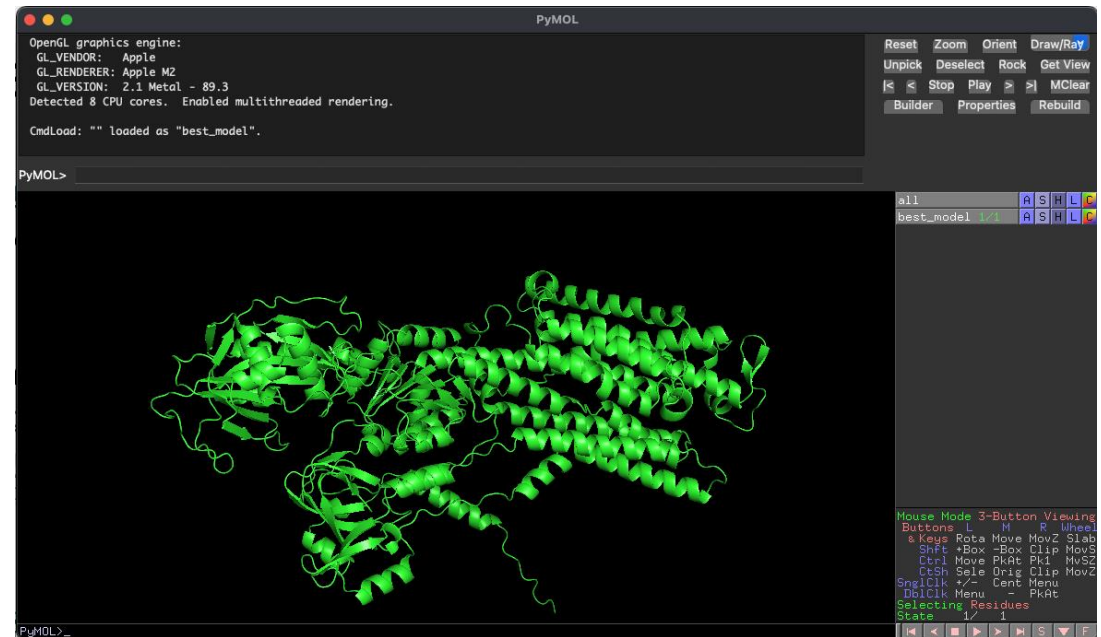 PyMOL
OpenGL graphics engine:
GL_VENDOR: Apple
GL_RENDERER: Apple M2
GL_VERSION: 2.1 Metal - 89.3
Detected 8 CPU cores. Enabled multithreaded rendering.
CmdLoad: "" loaded as "best_model".
Reset Zoom Orient Draw/Ray
Unpick Deselect Rock Get View
|< < Stop Play > >| MClear
Builder Properties Rebuild
PyMOL>
all A S H L C
best_model 1/1 A S H L C
Mouse Mode 3-Button Viewing
Buttons L M R Wheel
& Keys Rota Move MovZ Slab
Shft +Box -Box Clip MovS
Ctrl Move PkAt Pk1 MvSZ
CtSh Sele Orig Clip MovZ
SnglClk +/- Cent Menu
DblClk Menu - PkAt
Selecting Residues
State 1/ 1
PyMOL>_
S F